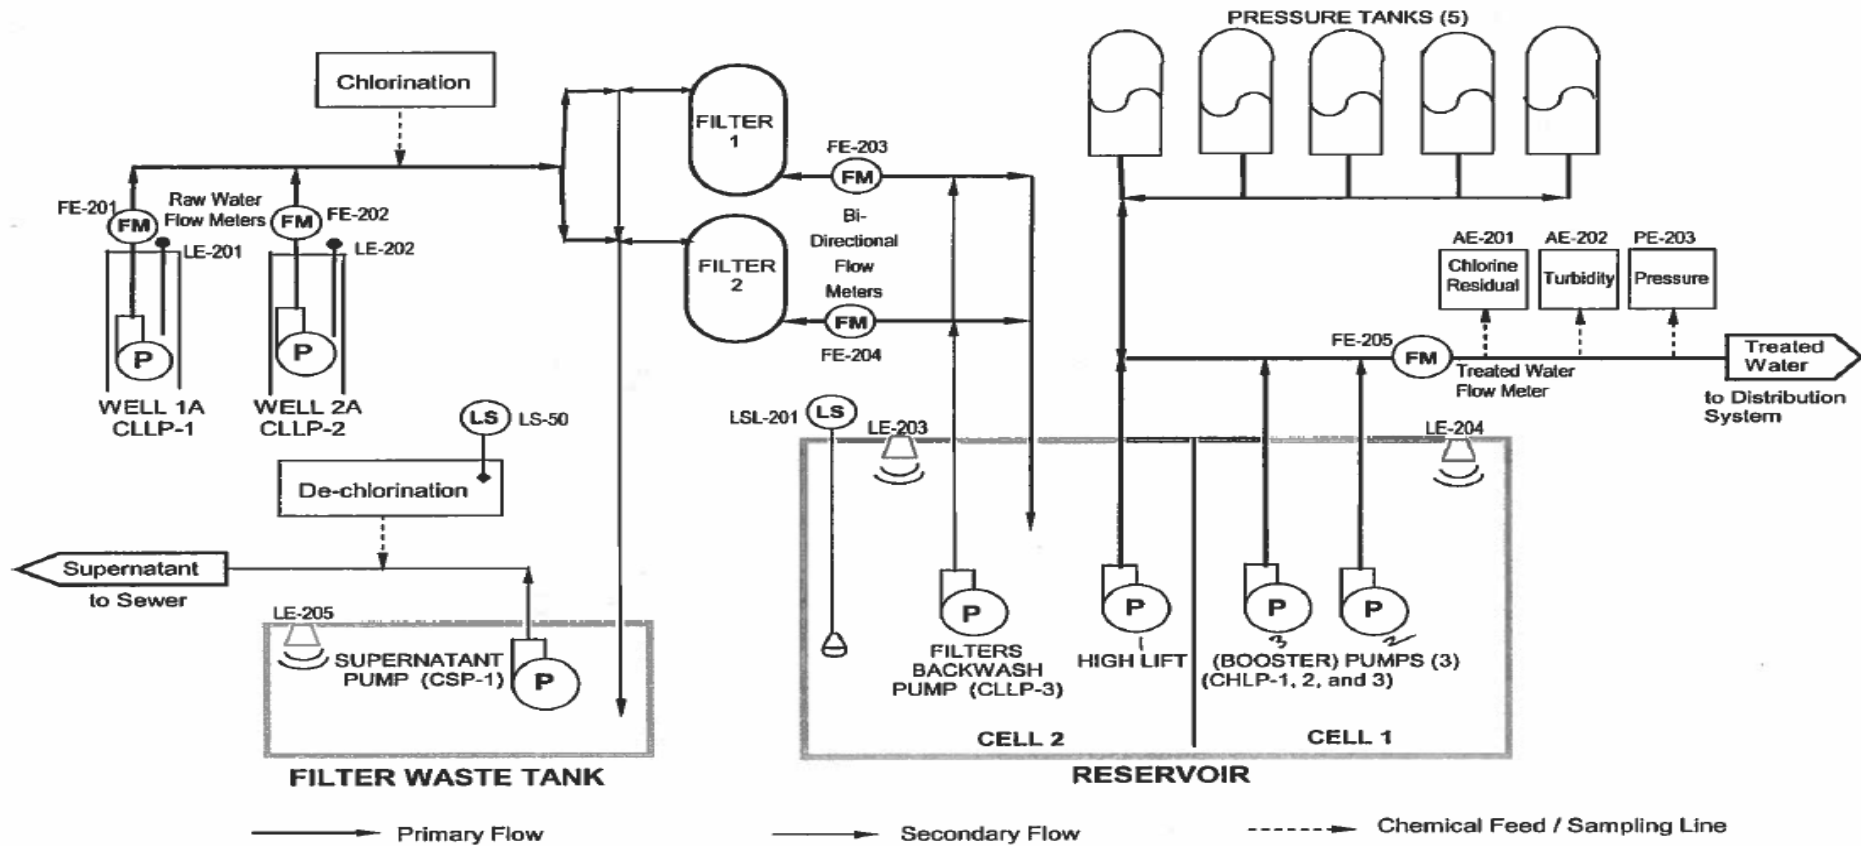 PRESSURE TANKS (5)
Chlorination
FILTER
1
FE-203
FM
Bi-
Directional
Flow
Meters
FM
FE-204
FILTER
2
FE-201
FM
Raw Water
Flow Meters
FM
FE-202
LE-201
LE-202
P
P
WELL 1A
CLLP-1
WELL 2A
CLLP-2
LS
LS-50
De-chlorination
Supernatant
to Sewer
LE-205
SUPERNATANT
PUMP (CSP-1)
P
FILTER WASTE TANK
AE-201
Chlorine
Residual
AE-202
Turbidity
PE-203
Pressure
FE-205
FM
Treated Water
Flow Meter
Treated
Water
to Distribution
System
LSL-201
LS
LE-203
LE-204
P
FILTERS
BACKWASH
PUMP (CLLP-3)
P
1
HIGH LIFT
P
3
P
2
(BOOSTER) PUMPS (3)
(CHLP-1, 2, and 3)
CELL 2
CELL 1
RESERVOIR
Primary Flow
Secondary Flow
Chemical Feed / Sampling Line